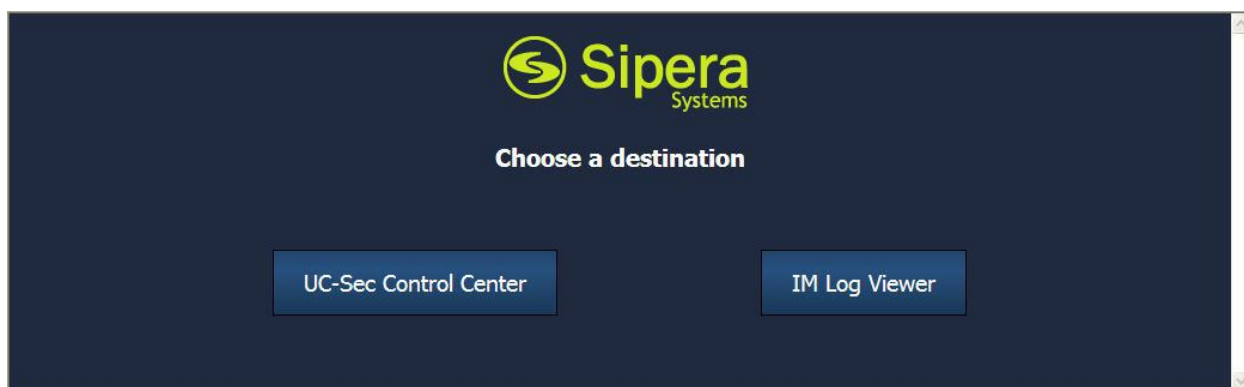 Sipera
Systems
Choose a destination
UC-Sec Control Center
IM Log Viewer